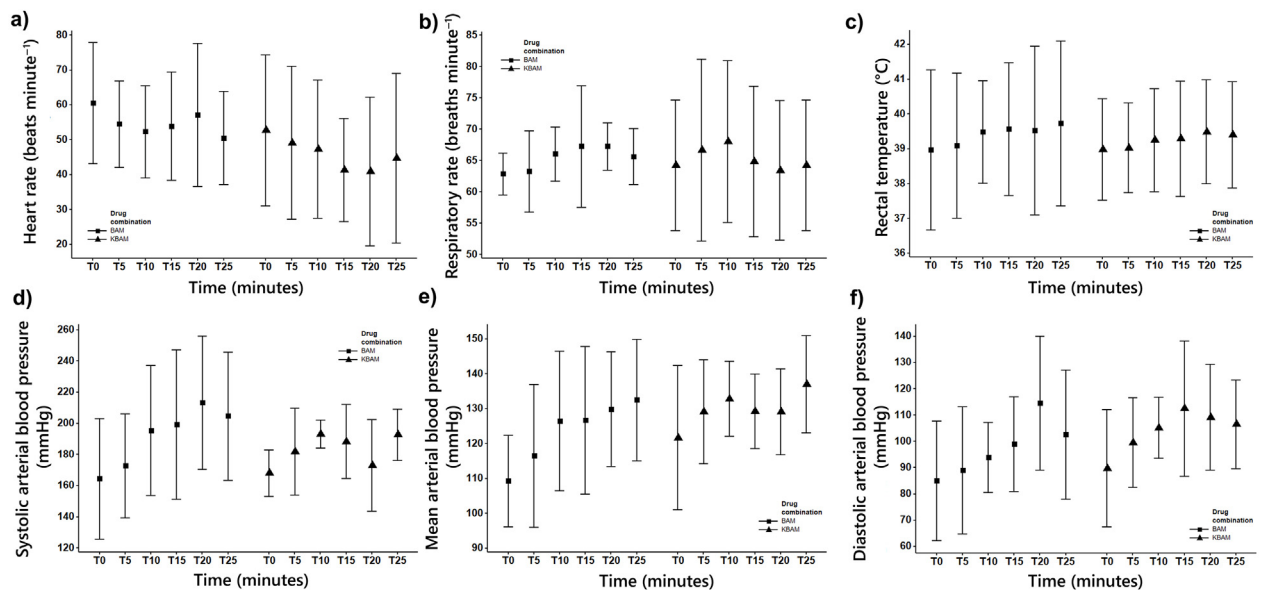 a)
Heart rate (beats minute⁻¹)
80
70
60
50
40
30
20
Drug
combination
BAM
KBAM
T0 T5 T10 T15 T20 T25 T0 T5 T10 T15 T20 T25
Time (minutes)
b)
Respiratory rate (breaths minute⁻¹)
85
80
75
70
65
60
55
50
Drug
combination
BAM
KBAM
T0 T5 T10 T15 T20 T25 T0 T5 T10 T15 T20 T25
Time (minutes)
c)
Rectal temperature (°C)
42
41
40
39
38
37
36
Drug
combination
BAM
KBAM
T0 T5 T10 T15 T20 T25 T0 T5 T10 T15 T20 T25
Time (minutes)
d)
Systolic arterial blood pressure
(mmHg)
260
240
220
200
180
160
140
120
Drug
combination
BAM
KBAM
T0 T5 T10 T15 T20 T25 T0 T5 T10 T15 T20 T25
Time (minutes)
e)
Mean arterial blood pressure
(mmHg)
150
140
130
120
110
100
90
Drug
combination
BAM
KBAM
T0 T5 T10 T15 T20 T25 T0 T5 T10 T15 T20 T25
Time (minutes)
f)
Diastolic arterial blood pressure
(mmHg)
140
130
120
110
100
90
80
70
60
Drug
combination
BAM
KBAM
T0 T5 T10 T15 T20 T25 T0 T5 T10 T15 T20 T25
Time (minutes)